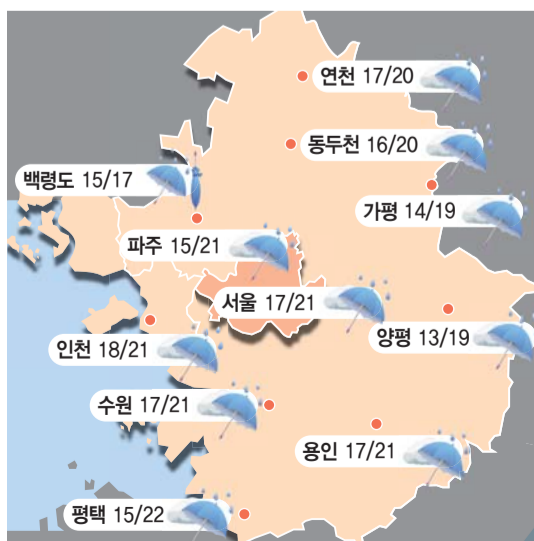 연천 17/20
동두천 16/20
백령도 15/17
가평 14/19
파주 15/21
서울 17/21
양평 13/19
인천 18/21
수원 17/21
용인 17/21
평택 15/22